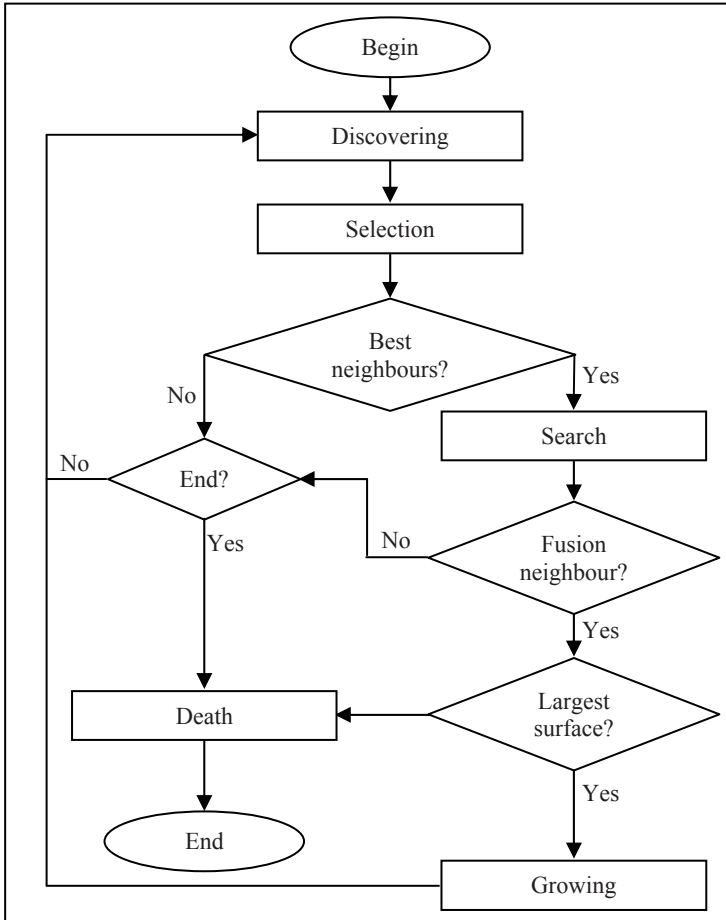 Begin
Discovering
Selection
Best
neighbours?
No
Yes
Search
No
End?
Yes
No
Fusion
neighbour?
Yes
Largest
surface?
Death
Yes
End
Growing